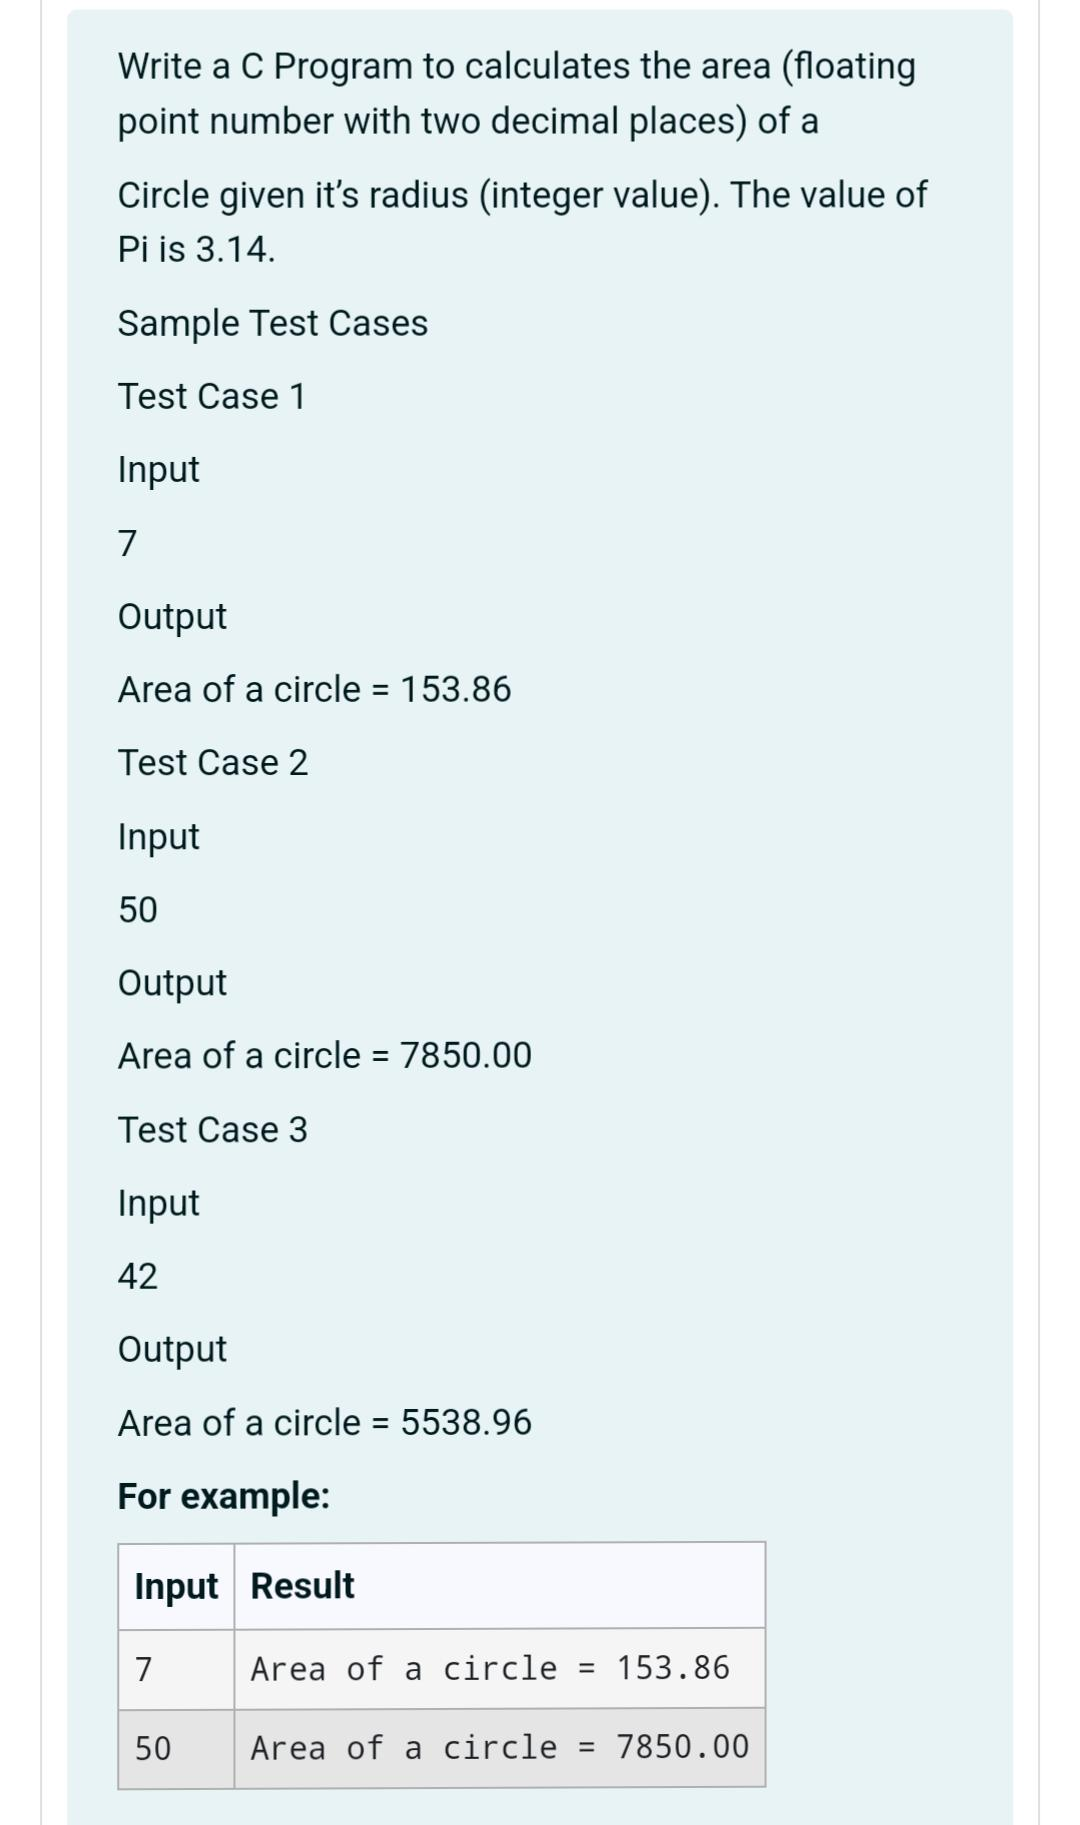 Write a C Program to calculates the area (floating
point number with two decimal places) of a
Circle given it’s radius (integer value). The value of
Pi is 3.14.
Sample Test Cases
Test Case 1
Input
7
Output
Area of a circle = 153.86
Test Case 2
Input
50
Output
Area of a circle = 7850.00
Test Case 3
Input
42
Output
Area of a circle = 5538.96
For example:
Input Result
7 Area of a circle = 153.86
50 Area of a circle = 7850.00